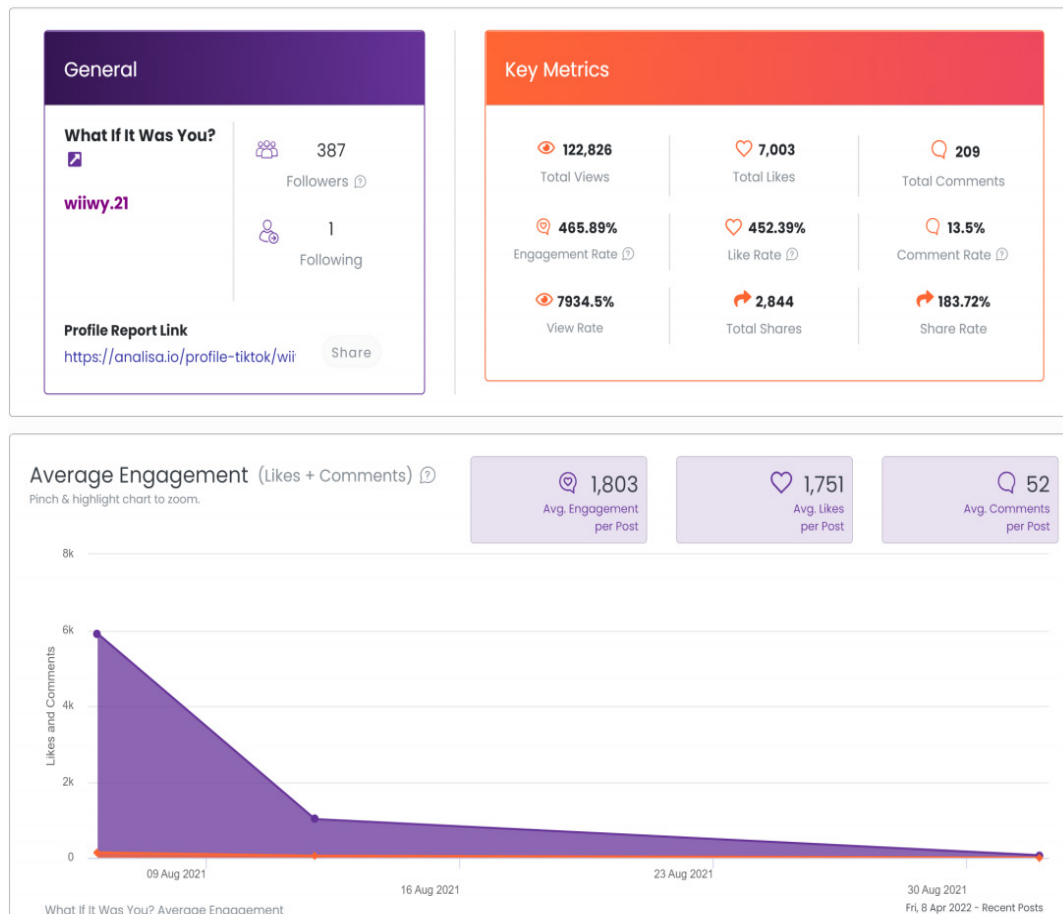 General
What If It Was You?
wiiwy.21
387
Followers
1
Following
Profile Report Link
https://analisa.io/profile-tiktok/wii
Share
Key Metrics
122,826
Total Views
7,003
Total Likes
209
Total Comments
465.89%
Engagement Rate
452.39%
Like Rate
13.5%
Comment Rate
7934.5%
View Rate
2,844
Total Shares
183.72%
Share Rate
Average Engagement (Likes + Comments)
Pinch & highlight chart to zoom.
1,803
Avg. Engagement
per Post
1,751
Avg. Likes
per Post
52
Avg. Comments
per Post
Likes and Comments
8k
6k
4k
2k
0
09 Aug 2021
16 Aug 2021
23 Aug 2021
30 Aug 2021
What If It Was You? Average Engagement
Fri, 8 Apr 2022 - Recent Posts